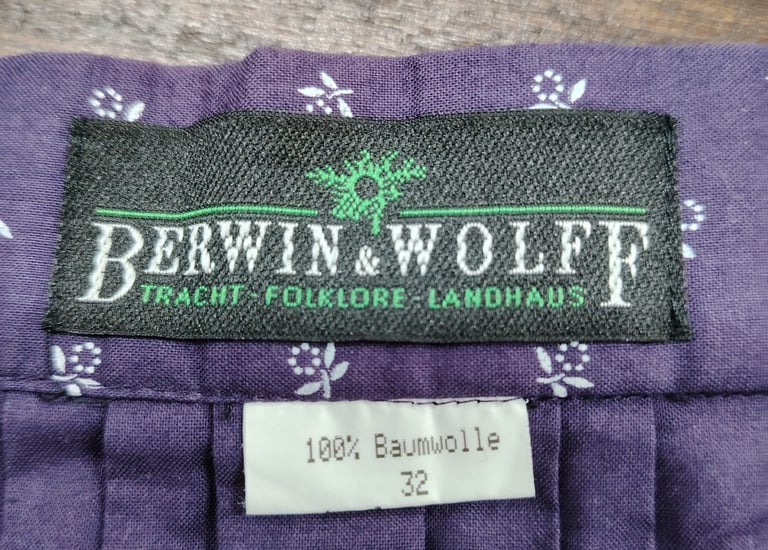 BERWIN & WOLFF
TRACHT - FOLKLORE - LANDHAUS
100% Baumwolle
32